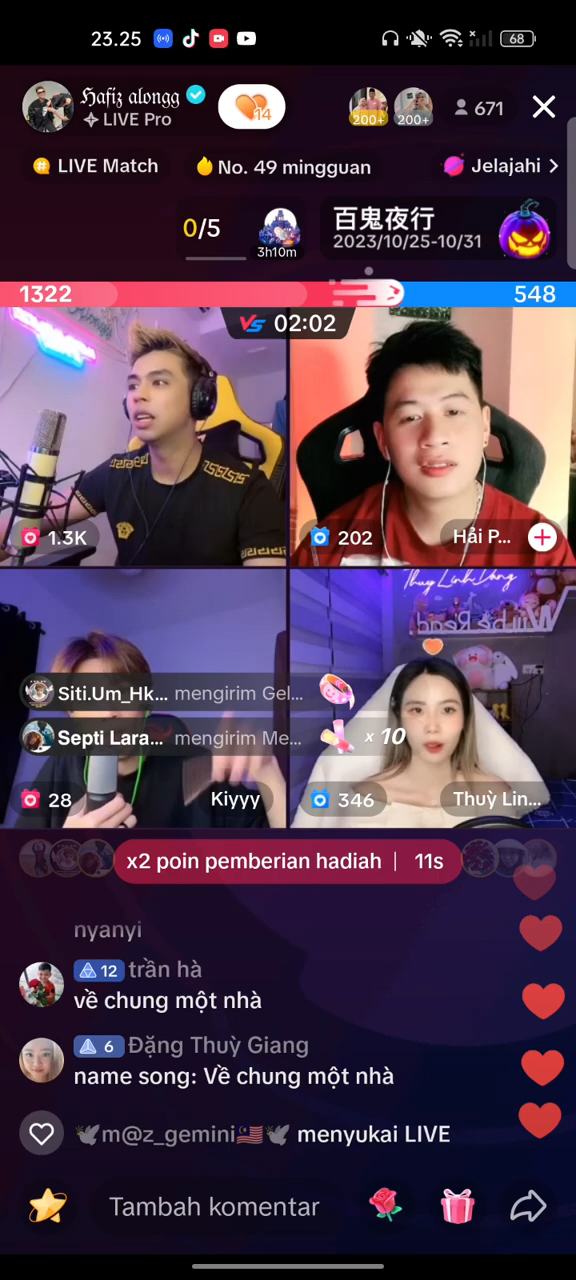 23.25
68
Hafiz alongg
LIVE Pro
14
200+
200+
671
LIVE Match
No. 49 mingguan
Jelajahi
0/5
3h10m
百鬼夜行
2023/10/25-10/31
1322
548
VS 02:02
1.3K
202
Hải P...
Thuy Linh Dang
Siti.Um_Hk... mengirim Gel...
Septi Lara... mengirim Me...
x 10
28
Kiyyy
346
Thuỳ Lin...
x2 poin pemberian hadiah | 11s
nyanyi
12 trần hà
về chung một nhà
6 Đặng Thuỳ Giang
name song: Về chung một nhà
🕊m@z_gemini🇲🇾🕊 menyukai LIVE
Tambah komentar